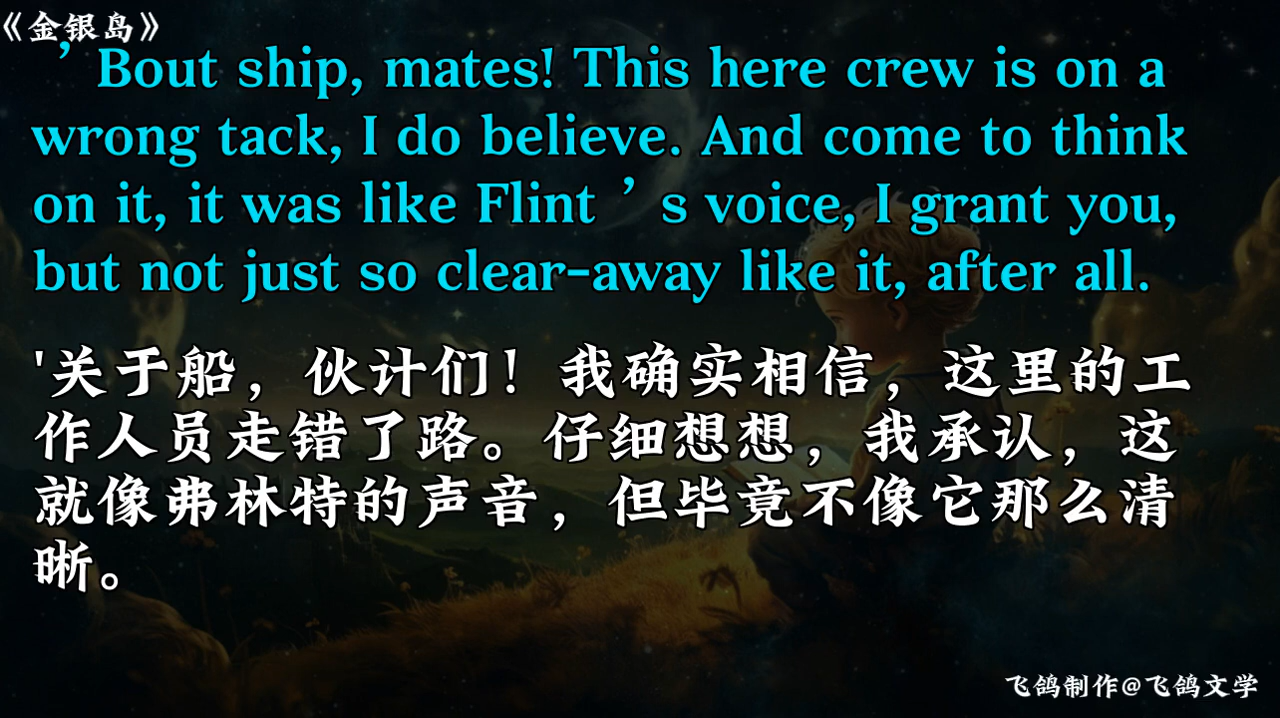 《金银岛》
’Bout ship, mates! This here crew is on a
wrong tack, I do believe. And come to think
on it, it was like Flint ’ s voice, I grant you,
but not just so clear-away like it, after all.
'关于船，伙计们！我确实相信，这里的工
作人员走错了路。仔细想想，我承认，这
就像弗林特的声音，但毕竟不像它那么清
晰。
飞鸽制作@飞鸽文学